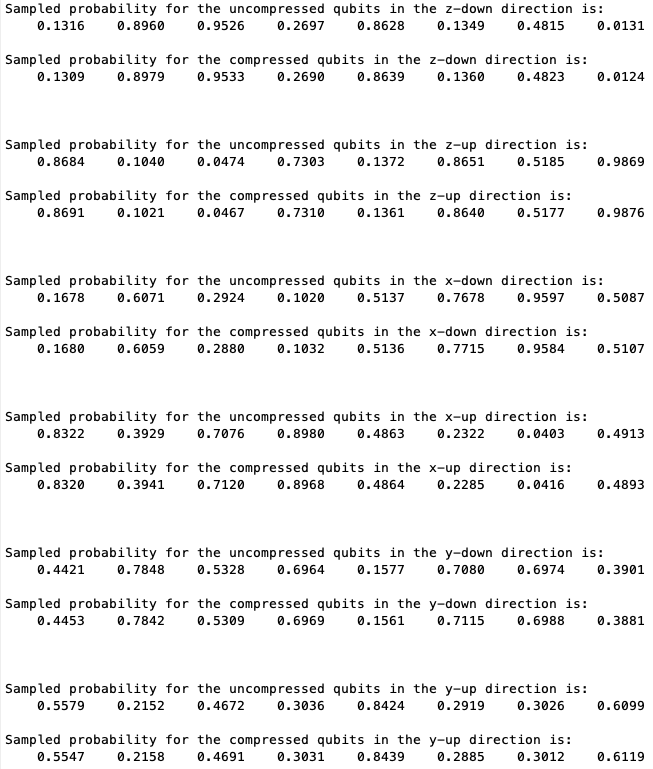 Sampled probability for the uncompressed qubits in the z-down direction is:
0.1316 0.8960 0.9526 0.2697 0.8628 0.1349 0.4815 0.0131
Sampled probability for the compressed qubits in the z-down direction is:
0.1309 0.8979 0.9533 0.2690 0.8639 0.1360 0.4823 0.0124
Sampled probability for the uncompressed qubits in the z-up direction is:
0.8684 0.1040 0.0474 0.7303 0.1372 0.8651 0.5185 0.9869
Sampled probability for the compressed qubits in the z-up direction is:
0.8691 0.1021 0.0467 0.7310 0.1361 0.8640 0.5177 0.9876
Sampled probability for the uncompressed qubits in the x-down direction is:
0.1678 0.6071 0.2924 0.1020 0.5137 0.7678 0.9597 0.5087
Sampled probability for the compressed qubits in the x-down direction is:
0.1680 0.6059 0.2880 0.1032 0.5136 0.7715 0.9584 0.5107
Sampled probability for the uncompressed qubits in the x-up direction is:
0.8322 0.3929 0.7076 0.8980 0.4863 0.2322 0.0403 0.4913
Sampled probability for the compressed qubits in the x-up direction is:
0.8320 0.3941 0.7120 0.8968 0.4864 0.2285 0.0416 0.4893
Sampled probability for the uncompressed qubits in the y-down direction is:
0.4421 0.7848 0.5328 0.6964 0.1577 0.7080 0.6974 0.3901
Sampled probability for the compressed qubits in the y-down direction is:
0.4453 0.7842 0.5309 0.6969 0.1561 0.7115 0.6988 0.3881
Sampled probability for the uncompressed qubits in the y-up direction is:
0.5579 0.2152 0.4672 0.3036 0.8424 0.2919 0.3026 0.6099
Sampled probability for the compressed qubits in the y-up direction is:
0.5547 0.2158 0.4691 0.3031 0.8439 0.2885 0.3012 0.6119